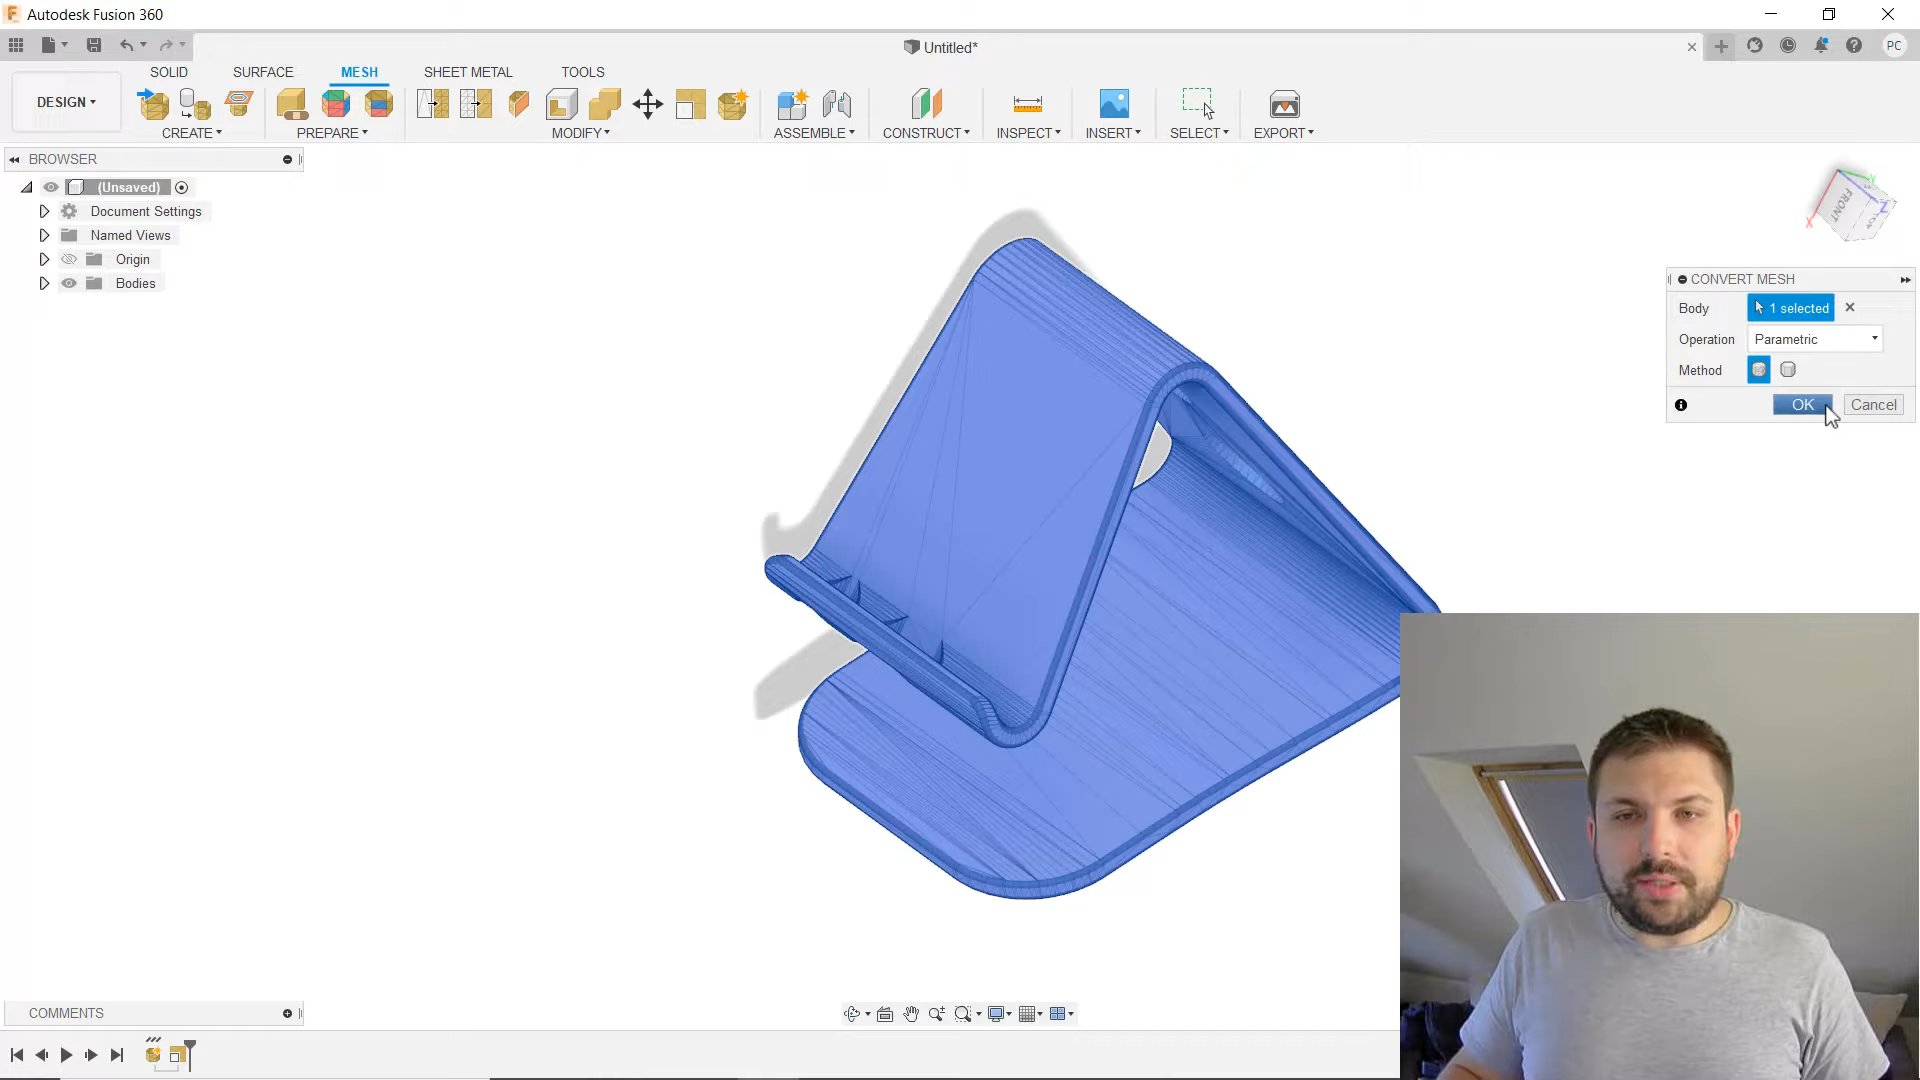 Autodesk Fusion 360
Untitled*
PC
DESIGN
SOLID
SURFACE
MESH
SHEET METAL
TOOLS
CREATE
PREPARE
MODIFY
ASSEMBLE
CONSTRUCT
INSPECT
INSERT
SELECT
EXPORT
BROWSER
(Unsaved)
Document Settings
Named Views
Origin
Bodies
FRONT
X
Y
Z
CONVERT MESH
Body
1 selected
Operation
Parametric
Method
OK
Cancel
COMMENTS